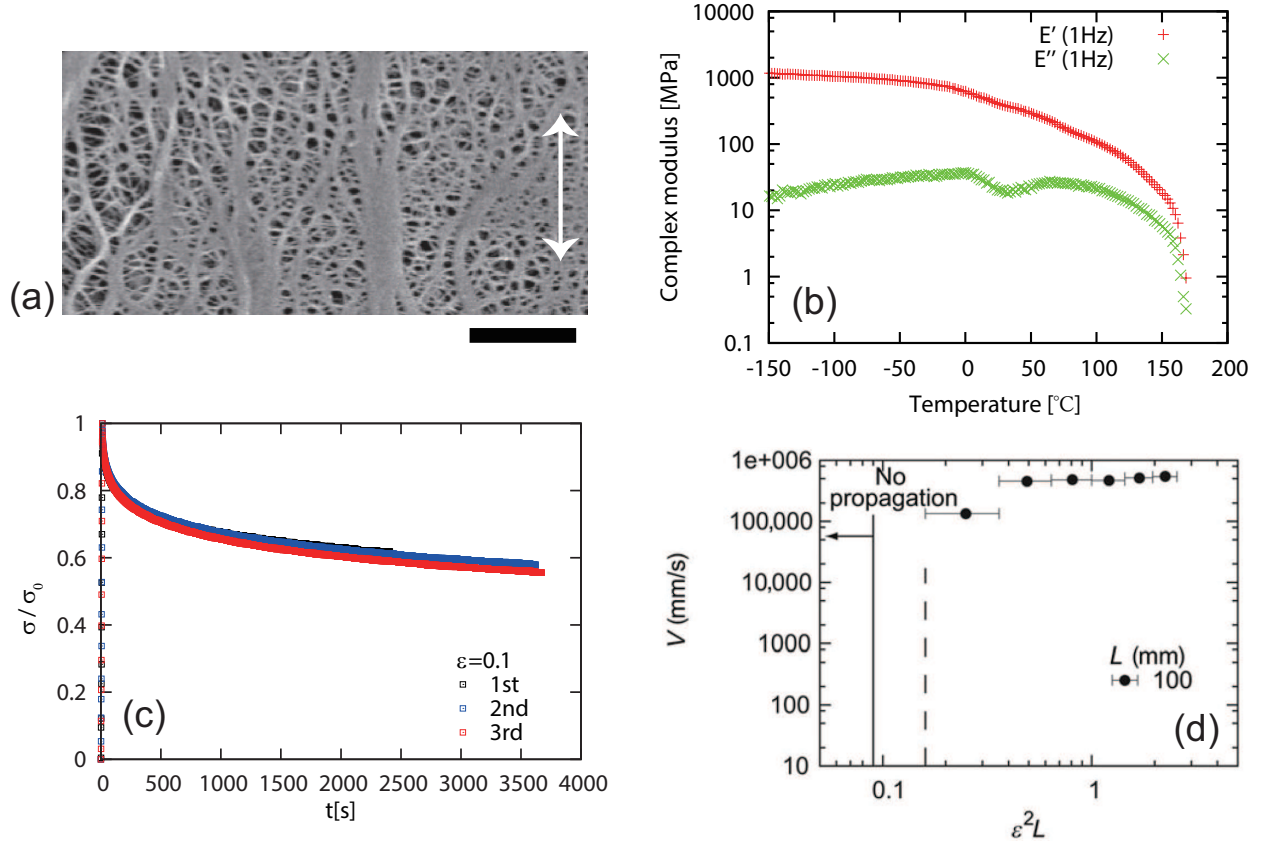 (a)
10000
1000
100
10
1
0.1
Complex modulus [MPa]
E' (1Hz)
E'' (1Hz)
(b)
-150 -100 -50 0 50 100 150 200
Temperature [°C]
1
0.8
0.6
0.4
0.2
0
σ / σ0
ε=0.1
1st
2nd
3rd
(c)
0 500 1000 1500 2000 2500 3000 3500 4000
t[s]
1e+006
100,000
10,000
1000
100
10
V (mm/s)
No
propagation
L (mm)
100
(d)
0.1 1
ε²L